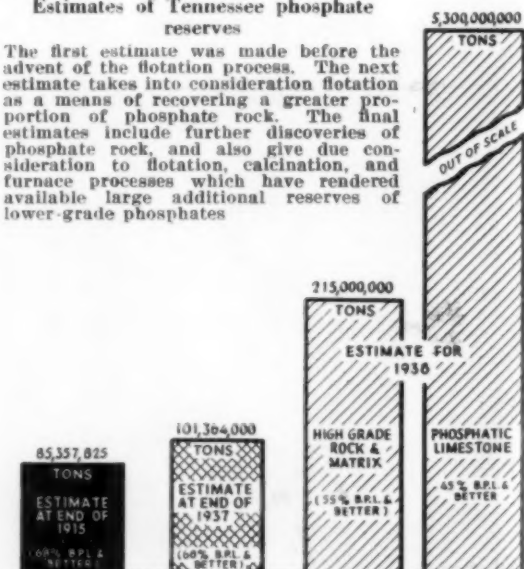 Estimates of Tennessee phosphate
reserves
The first estimate was made before the
advent of the flotation process. The next
estimate takes into consideration flotation
as a means of recovering a greater pro-
portion of phosphate rock. The final
estimates include further discoveries of
phosphate rock, and also give due con-
sideration to flotation, calcination, and
furnace processes which have rendered
available large additional reserves of
lower-grade phosphates
85,357,825
TONS
ESTIMATE
AT END OF
1915
(60% B.P.L &
BETTER)
101,364,000
TONS
ESTIMATE
AT END OF
1937
(60% B.P.L &
BETTER)
215,000,000
TONS
ESTIMATE FOR
1938
HIGH GRADE
ROCK &
MATRIX
(55% B.P.L &
BETTER)
5,300,000,000
TONS
OUT OF SCALE
PHOSPHATIC
LIMESTONE
45% B.P.L &
BETTER